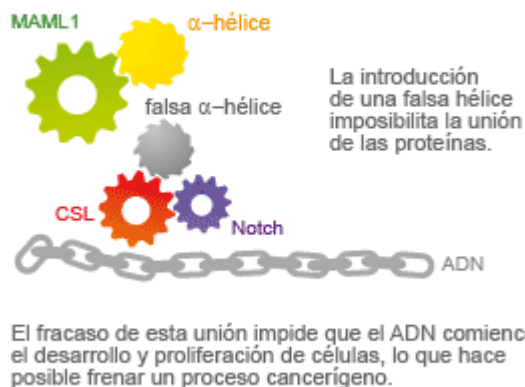 MAML1
α-hélice
La introducción
de una falsa hélice
imposibilita la unión
de las proteínas.
falsa α-hélice
CSL
Notch
ADN
El fracaso de esta unión impide que el ADN comienc
el desarrollo y proliferación de células, lo que hace
posible frenar un proceso cancerígeno.